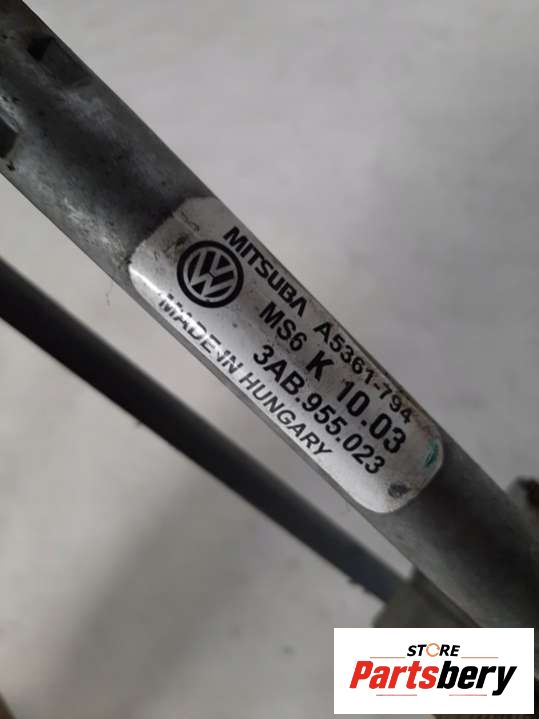 MITSUBA A5361-794
MS6 K 10.03
3AB.955.023
MADE IN HUNGARY
STORE
Partsbery